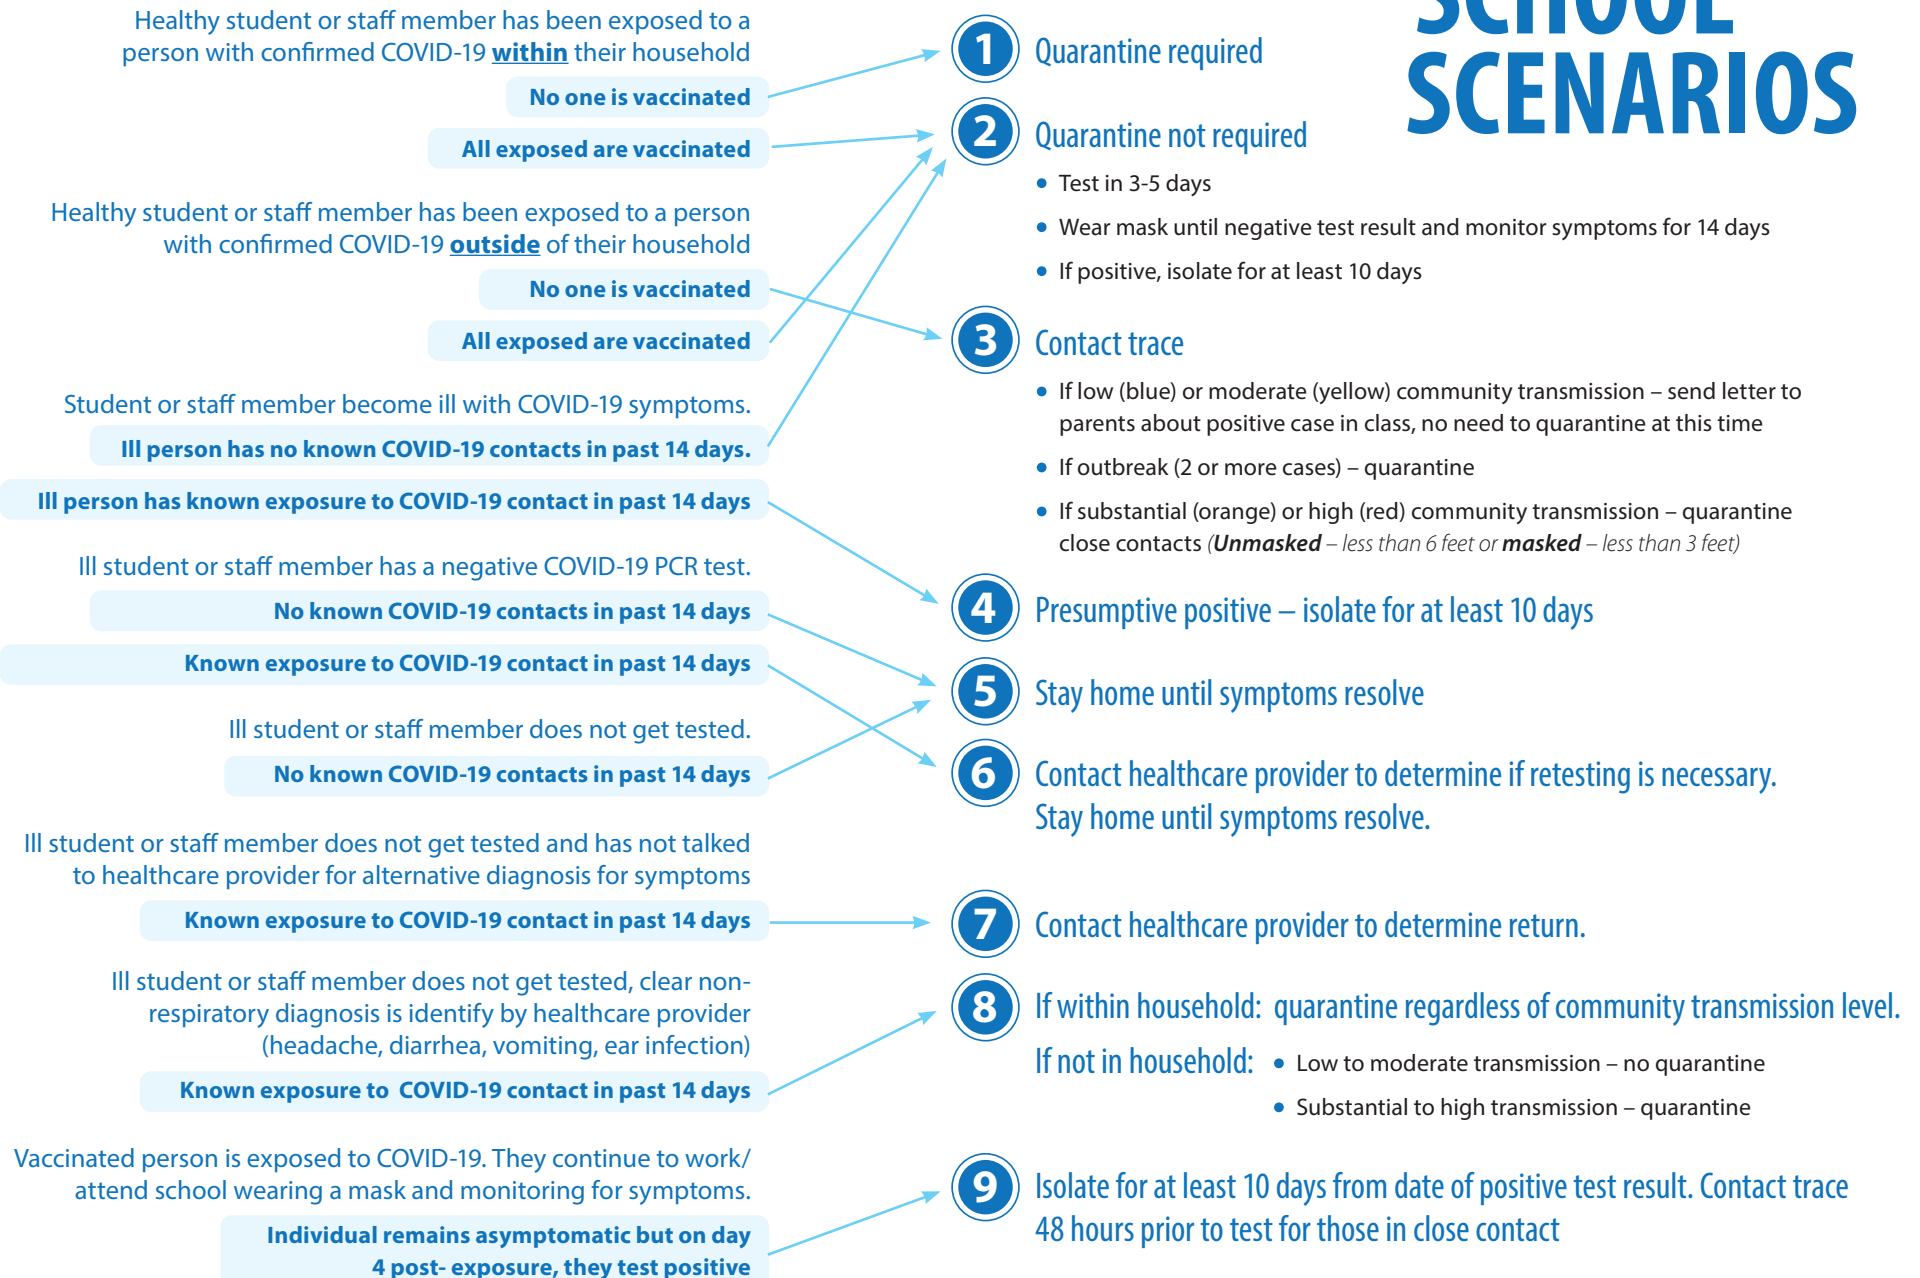 SCHOOL
SCENARIOS
Healthy student or staff member has been exposed to a
person with confirmed COVID-19 within their household
No one is vaccinated
All exposed are vaccinated
Healthy student or staff member has been exposed to a person
with confirmed COVID-19 outside of their household
No one is vaccinated
All exposed are vaccinated
Student or staff member become ill with COVID-19 symptoms.
Ill person has no known COVID-19 contacts in past 14 days.
Ill person has known exposure to COVID-19 contact in past 14 days
Ill student or staff member has a negative COVID-19 PCR test.
No known COVID-19 contacts in past 14 days
Known exposure to COVID-19 contact in past 14 days
Ill student or staff member does not get tested.
No known COVID-19 contacts in past 14 days
Ill student or staff member does not get tested and has not talked
to healthcare provider for alternative diagnosis for symptoms
Known exposure to COVID-19 contact in past 14 days
Ill student or staff member does not get tested, clear non-
respiratory diagnosis is identify by healthcare provider
(headache, diarrhea, vomiting, ear infection)
Known exposure to COVID-19 contact in past 14 days
Vaccinated person is exposed to COVID-19. They continue to work/
attend school wearing a mask and monitoring for symptoms.
Individual remains asymptomatic but on day
4 post- exposure, they test positive
1 Quarantine required
2 Quarantine not required
• Test in 3-5 days
• Wear mask until negative test result and monitor symptoms for 14 days
• If positive, isolate for at least 10 days
3 Contact trace
• If low (blue) or moderate (yellow) community transmission – send letter to
parents about positive case in class, no need to quarantine at this time
• If outbreak (2 or more cases) – quarantine
• If substantial (orange) or high (red) community transmission – quarantine
close contacts (Unmasked – less than 6 feet or masked – less than 3 feet)
4 Presumptive positive – isolate for at least 10 days
5 Stay home until symptoms resolve
6 Contact healthcare provider to determine if retesting is necessary.
Stay home until symptoms resolve.
7 Contact healthcare provider to determine return.
8 If within household: quarantine regardless of community transmission level.
If not in household: • Low to moderate transmission – no quarantine
• Substantial to high transmission – quarantine
9 Isolate for at least 10 days from date of positive test result. Contact trace
48 hours prior to test for those in close contact